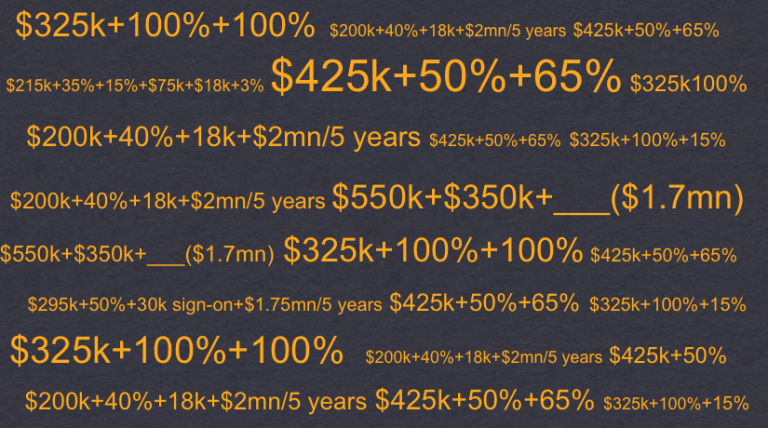 $325k+100%+100% $200k+40%+18k+$2mn/5 years $425k+50%+65%
$215k+35%+15%+$75k+$18k+3% $425k+50%+65% $325k100%
$200k+40%+18k+$2mn/5 years $425k+50%+65% $325k+100%+15%
$200k+40%+18k+$2mn/5 years $550k+$350k+___($1.7mn)
$550k+$350k+___($1.7mn) $325k+100%+100% $425k+50%+65%
$295k+50%+30k sign-on+$1.75mn/5 years $425k+50%+65% $325k+100%+15%
$325k+100%+100% $200k+40%+18k+$2mn/5 years $425k+50%
$200k+40%+18k+$2mn/5 years $425k+50%+65% $325k+100%+15%